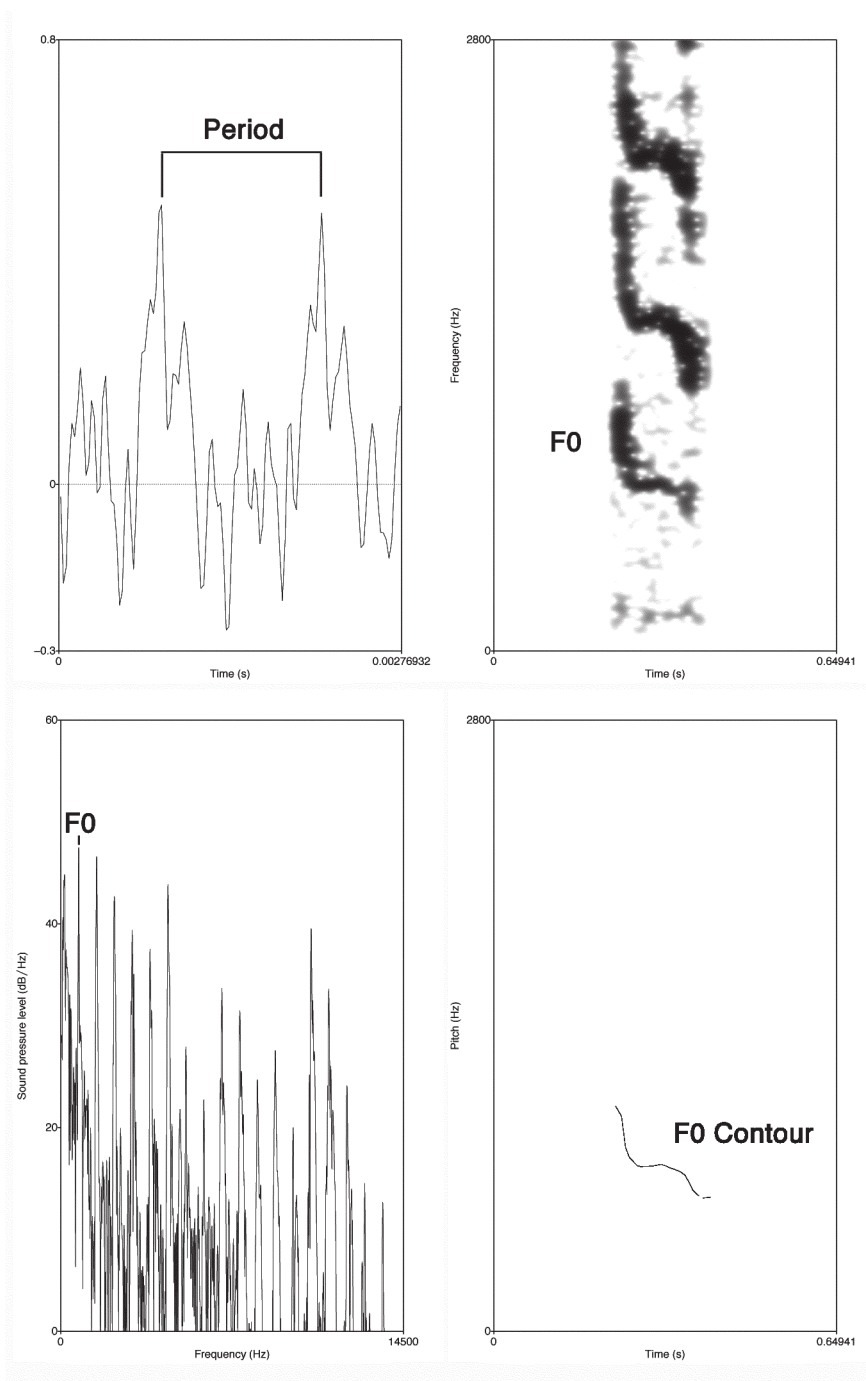 0.8
Period
0
−0.3
0
0.00276932
Time (s)
2800
Frequency (Hz)
F0
0
0
0.64941
Time (s)
60
F0
40
Sound pressure level (dB/Hz)
20
0
0
14500
Frequency (Hz)
2800
Pitch (Hz)
F0 Contour
0
0
0.64941
Time (s)